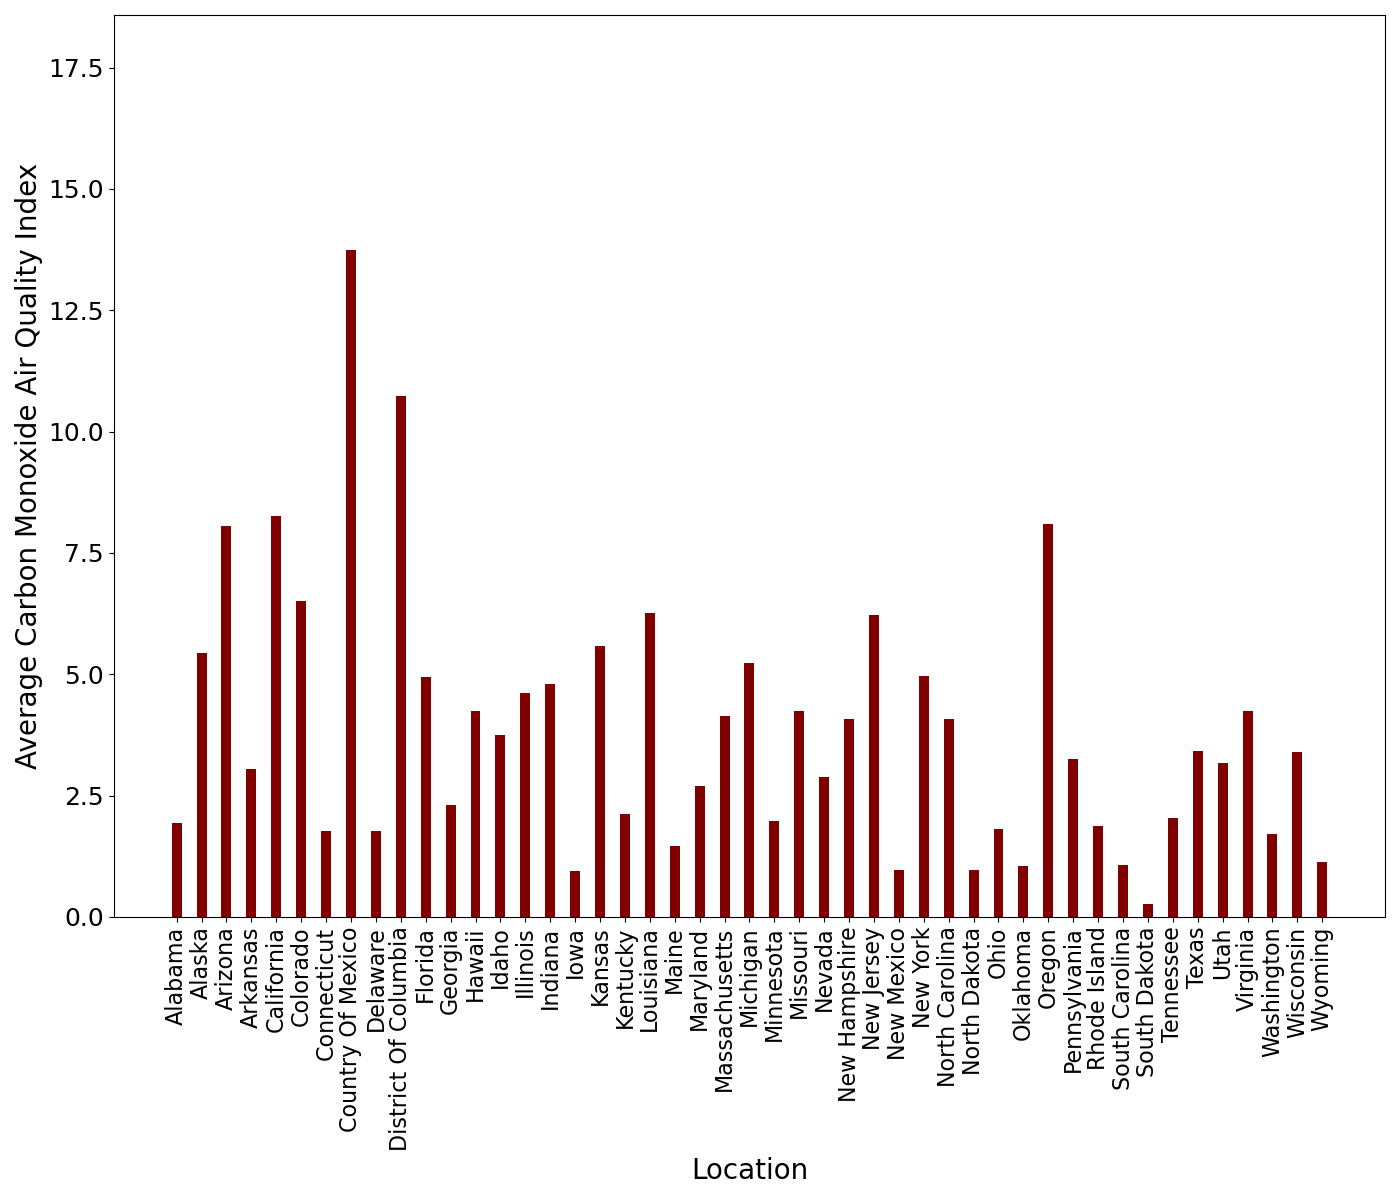 17.5
15.0
12.5
10.0
7.5
5.0
2.5
0.0
Average Carbon Monoxide Air Quality Index
Alabama
Alaska
Arizona
Arkansas
California
Colorado
Connecticut
Country Of Mexico
Delaware
District Of Columbia
Florida
Georgia
Hawaii
Idaho
Illinois
Indiana
Iowa
Kansas
Kentucky
Louisiana
Maine
Maryland
Massachusetts
Michigan
Minnesota
Missouri
Nevada
New Hampshire
New Jersey
New Mexico
New York
North Carolina
North Dakota
Ohio
Oklahoma
Oregon
Pennsylvania
Rhode Island
South Carolina
South Dakota
Tennessee
Texas
Utah
Virginia
Washington
Wisconsin
Wyoming
Location